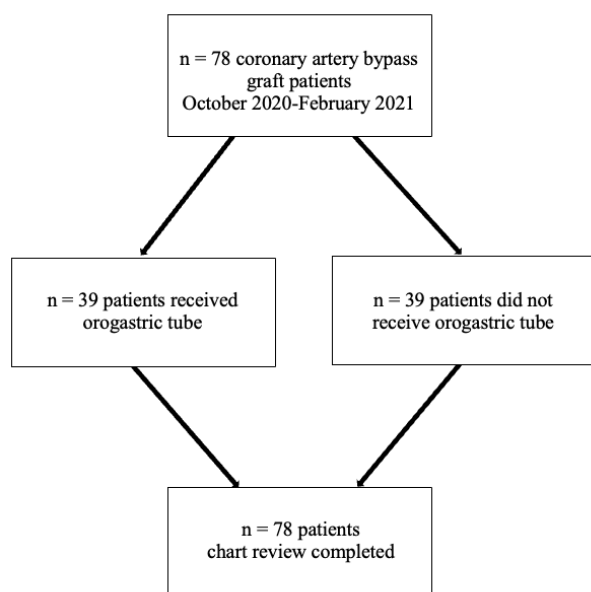 n = 78 coronary artery bypass
graft patients
October 2020-February 2021
n = 39 patients received
orogastric tube
n = 39 patients did not
receive orogastric tube
n = 78 patients
chart review completed